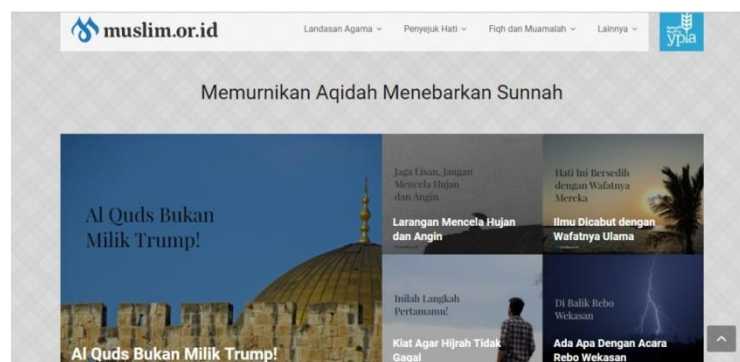 muslim.or.id
Landasan Agama
Penyejuk Hati
Fiqh dan Muamalah
Lainnya
ypia
Memurnikan Aqidah Menebarkan Sunnah
Al Quds Bukan
Milik Trump!
Al Quds Bukan Milik Trump!
Jaga Lisan, Jangan
Mencela Hujan
dan Angin
Larangan Mencela Hujan
dan Angin
Hati Ini Bersedih
dengan Wafatnya
Mereka
Ilmu Dicabut dengan
Wafatnya Ulama
Inilah Langkah
Pertamamu!
Kiat Agar Hijrah Tidak
Gagal
Di Balik Rebo
Wekasan
Ada Apa Dengan Acara
Rebo Wekasan